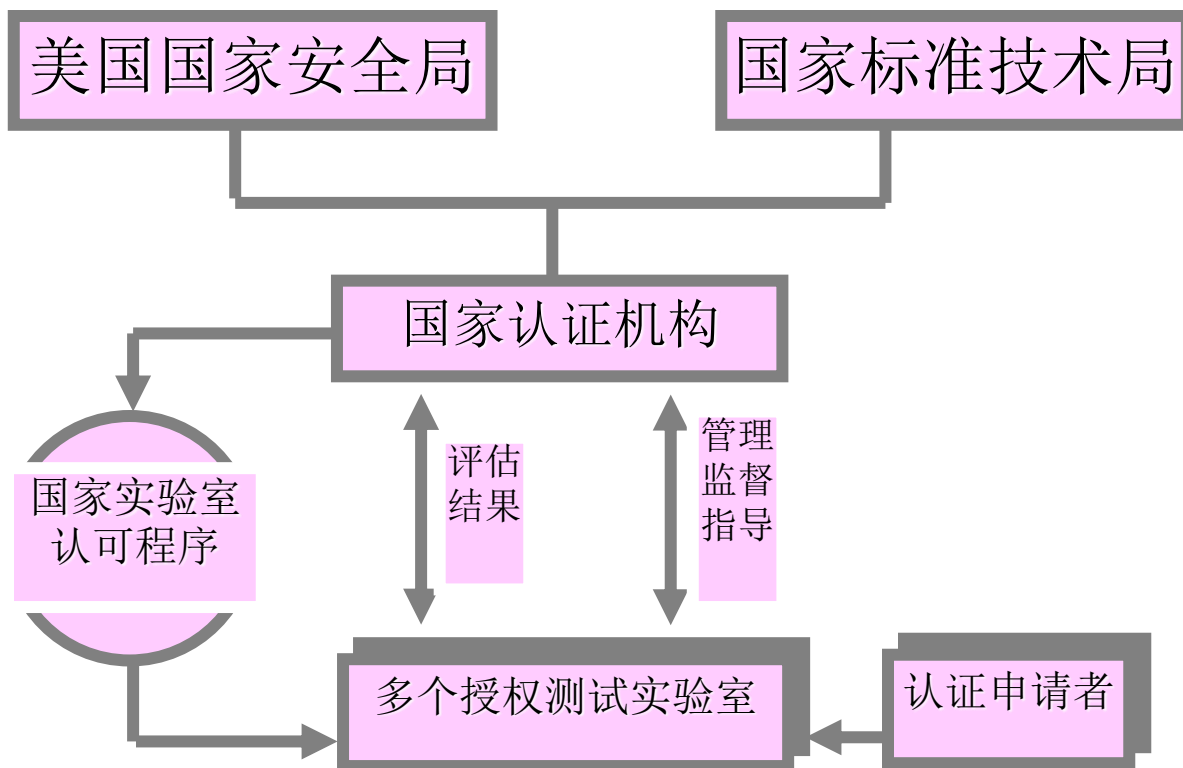 美国国家安全局
国家标准技术局
国家认证机构
评估
结果
管理
监督
指导
国家实验室
认可程序
多个授权测试实验室
认证申请者